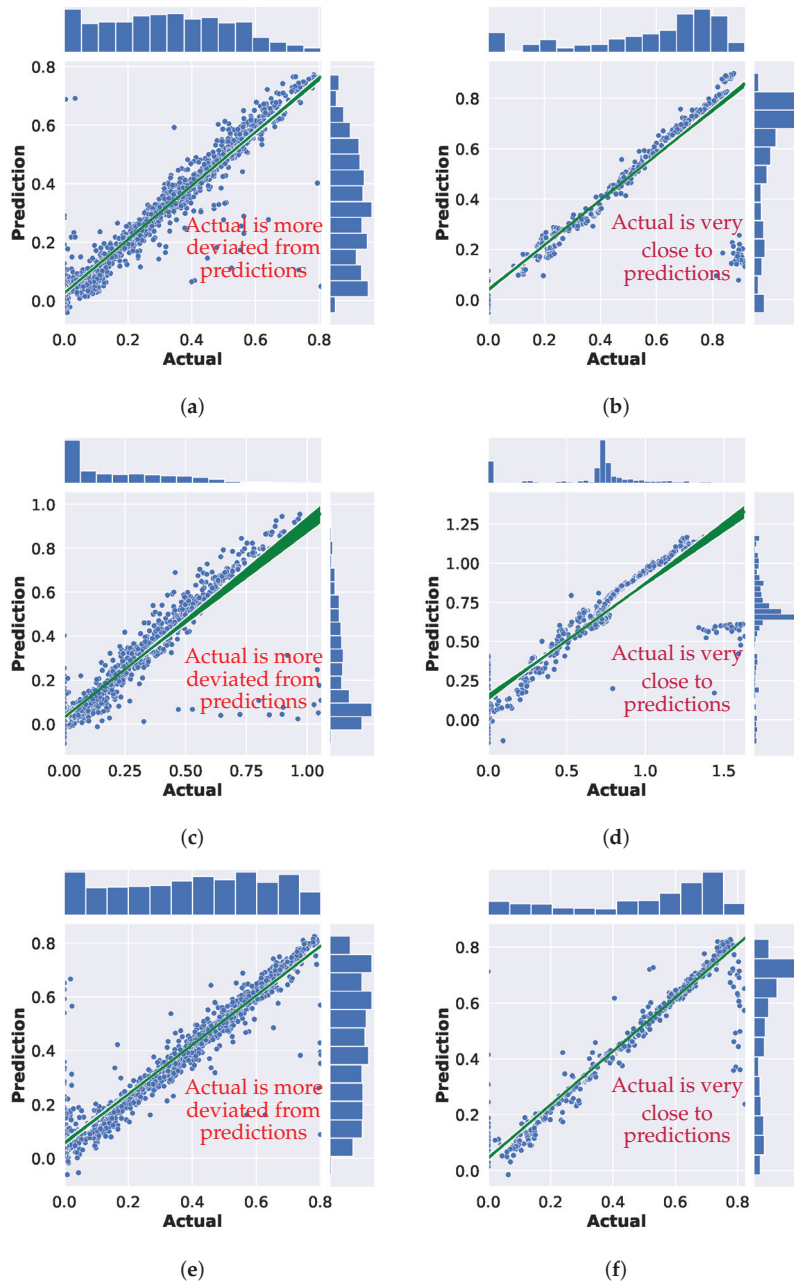 0.8
0.6
0.4
0.2
0.0
Prediction
0.0 0.2 0.4 0.6 0.8
Actual
Actual is more
deviated from
predictions
(a)
0.8
0.6
0.4
0.2
0.0
Prediction
0.0 0.2 0.4 0.6 0.8
Actual
Actual is very
close to
predictions
(b)
1.0
0.8
0.6
0.4
0.2
0.0
Prediction
0.00 0.25 0.50 0.75 1.00
Actual
Actual is more
deviated from
predictions
(c)
1.25
1.00
0.75
0.50
0.25
0.00
Prediction
0.0 0.5 1.0 1.5
Actual
Actual is very
close to
predictions
(d)
0.8
0.6
0.4
0.2
0.0
Prediction
0.0 0.2 0.4 0.6 0.8
Actual
Actual is more
deviated from
predictions
(e)
0.8
0.6
0.4
0.2
0.0
Prediction
0.0 0.2 0.4 0.6 0.8
Actual
Actual is very
close to
predictions
(f)